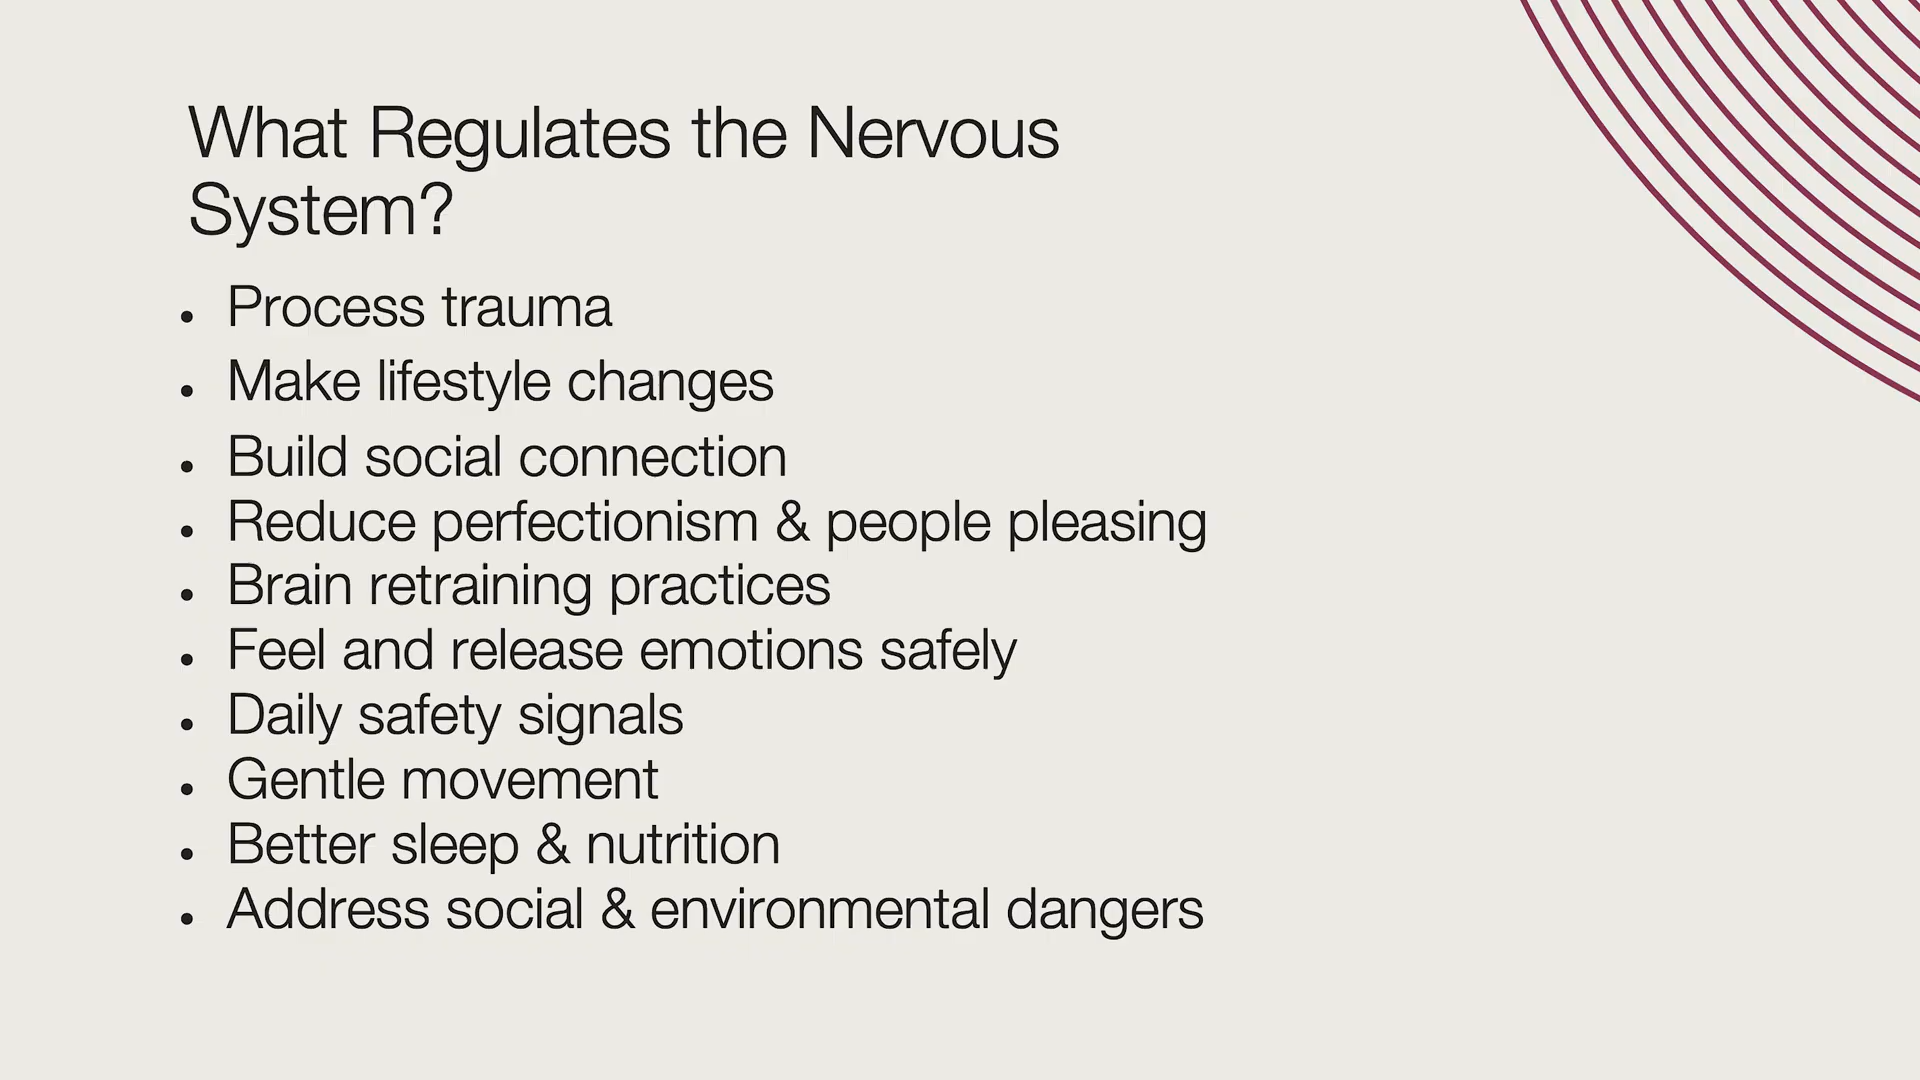 What Regulates the Nervous
System?
• Process trauma
• Make lifestyle changes
• Build social connection
• Reduce perfectionism & people pleasing
• Brain retraining practices
• Feel and release emotions safely
• Daily safety signals
• Gentle movement
• Better sleep & nutrition
• Address social & environmental dangers